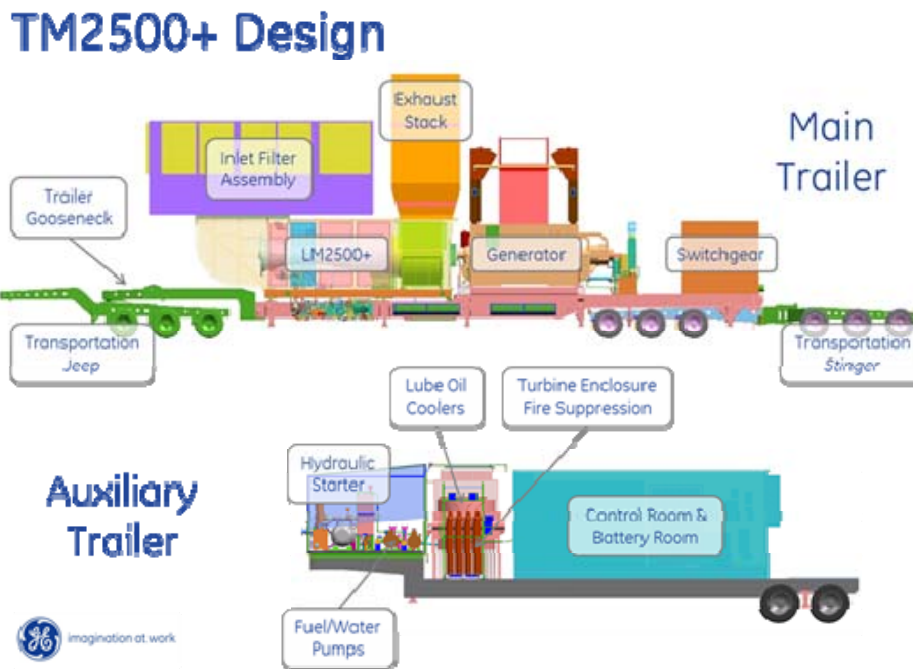 TM2500+ Design
Exhaust
Stack
Main
Trailer
Inlet Filter
Assembly
Trailer
Gooseneck
LM2500+
Generator
Switchgear
Transportation
Jeep
Transportation
Stinger
Lube Oil
Coolers
Turbine Enclosure
Fire Suppression
Hydraulic
Starter
Auxiliary
Trailer
Control Room &
Battery Room
Fuel/Water
Pumps
GE
imagination at work